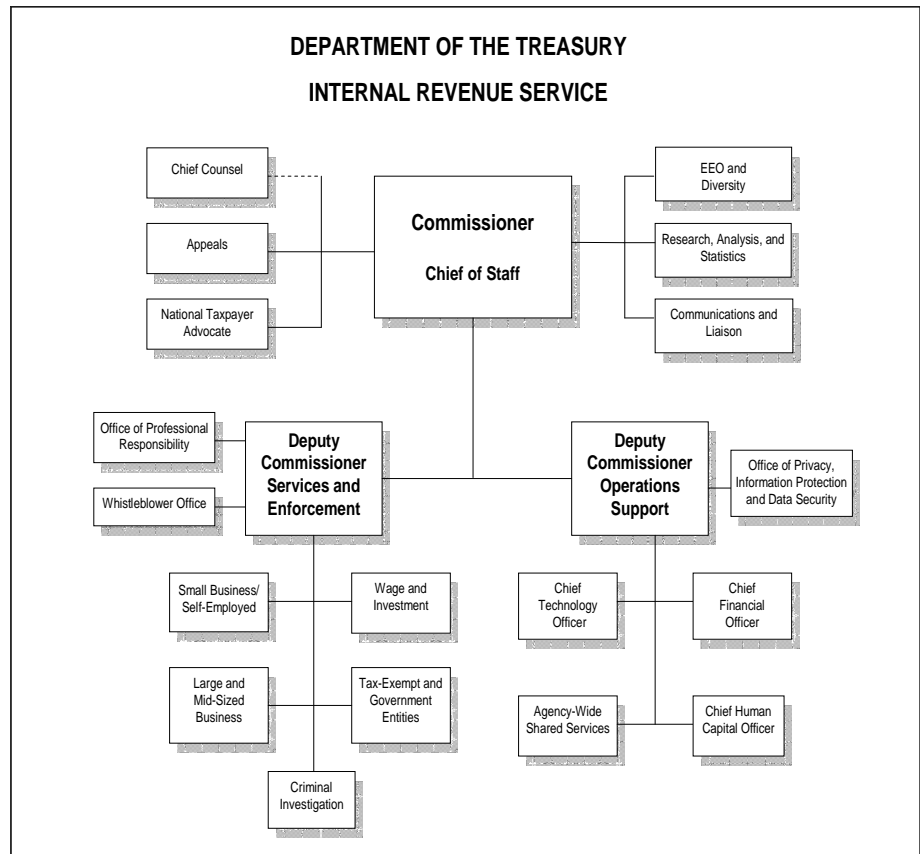 DEPARTMENT OF THE TREASURY
INTERNAL REVENUE SERVICE
Chief Counsel
Appeals
National Taxpayer
Advocate
Commissioner
Chief of Staff
EEO and
Diversity
Research, Analysis, and
Statistics
Communications and
Liaison
Office of Professional
Responsibility
Whistleblower Office
Deputy
Commissioner
Services and
Enforcement
Deputy
Commissioner
Operations
Support
Office of Privacy,
Information Protection
and Data Security
Small Business/
Self-Employed
Wage and
Investment
Large and
Mid-Sized
Business
Tax-Exempt and
Government
Entities
Criminal
Investigation
Chief
Technology
Officer
Chief
Financial
Officer
Agency-Wide
Shared Services
Chief Human
Capital Officer